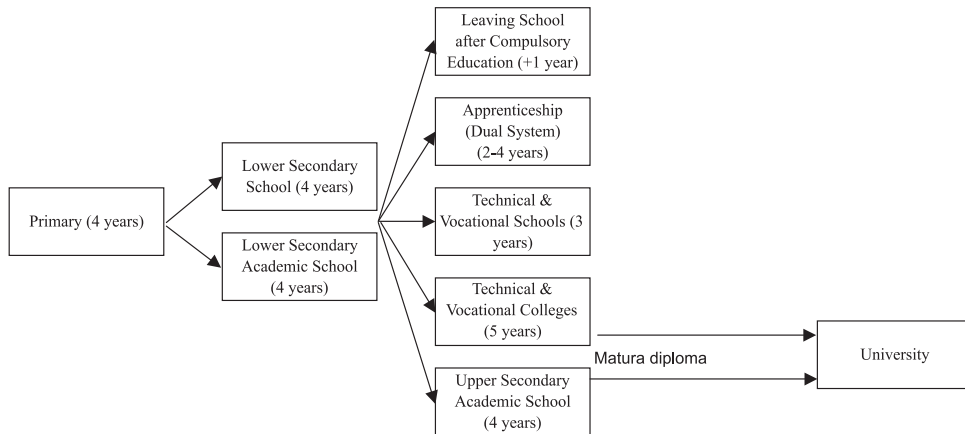 Primary (4 years)
Lower Secondary
School (4 years)
Lower Secondary
Academic School
(4 years)
Leaving School
after Compulsory
Education (+1 year)
Apprenticeship
(Dual System)
(2-4 years)
Technical &
Vocational Schools (3
years)
Technical &
Vocational Colleges
(5 years)
Upper Secondary
Academic School
(4 years)
Matura diploma
University